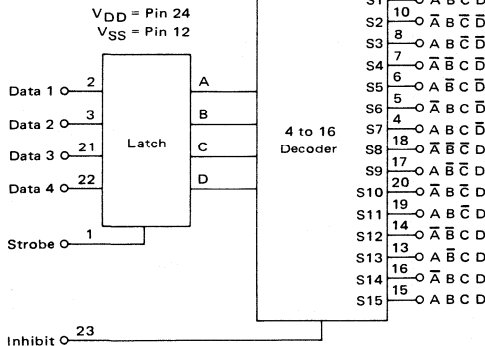 VDD = Pin 24
VSS = Pin 12
Data 1 2 A
Data 2 3 B
Data 3 21 C
Data 4 22 D
Latch
Strobe 1
Inhibit 23
4 to 16
Decoder
S1 A B C D
S2 10 A̅ B C̅ D̅
S3 8 A B C̅ D̅
S4 7 A̅ B̅ C D̅
S5 6 A B̅ C D̅
S6 5 A̅ B C D̅
S7 4 A B C D̅
S8 18 A̅ B̅ C̅ D
S9 17 A B̅ C̅ D
S10 20 A̅ B C̅ D
S11 19 A B C̅ D
S12 14 A̅ B̅ C D
S13 13 A B̅ C D
S14 16 A̅ B C D
S15 15 A B C D